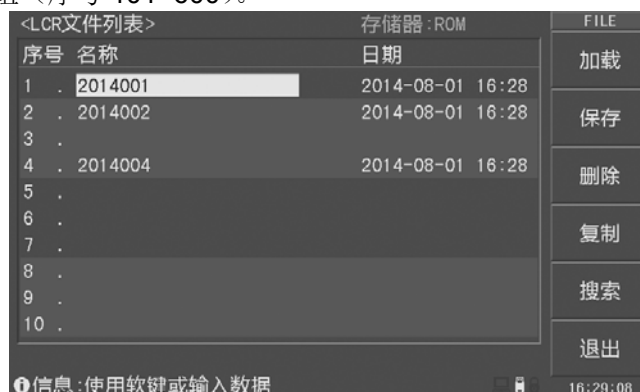 <LCR文件列表> 存储器:ROM FILE
序号 名称 日期 加载
1 . 2014001 2014-08-01 16:28
2 . 2014002 2014-08-01 16:28 保存
3 .
4 . 2014004 2014-08-01 16:28 删除
5 .
6 .
7 . 复制
8 .
9 . 搜索
10 .
退出
信息:使用软键或输入数据 16:29:08